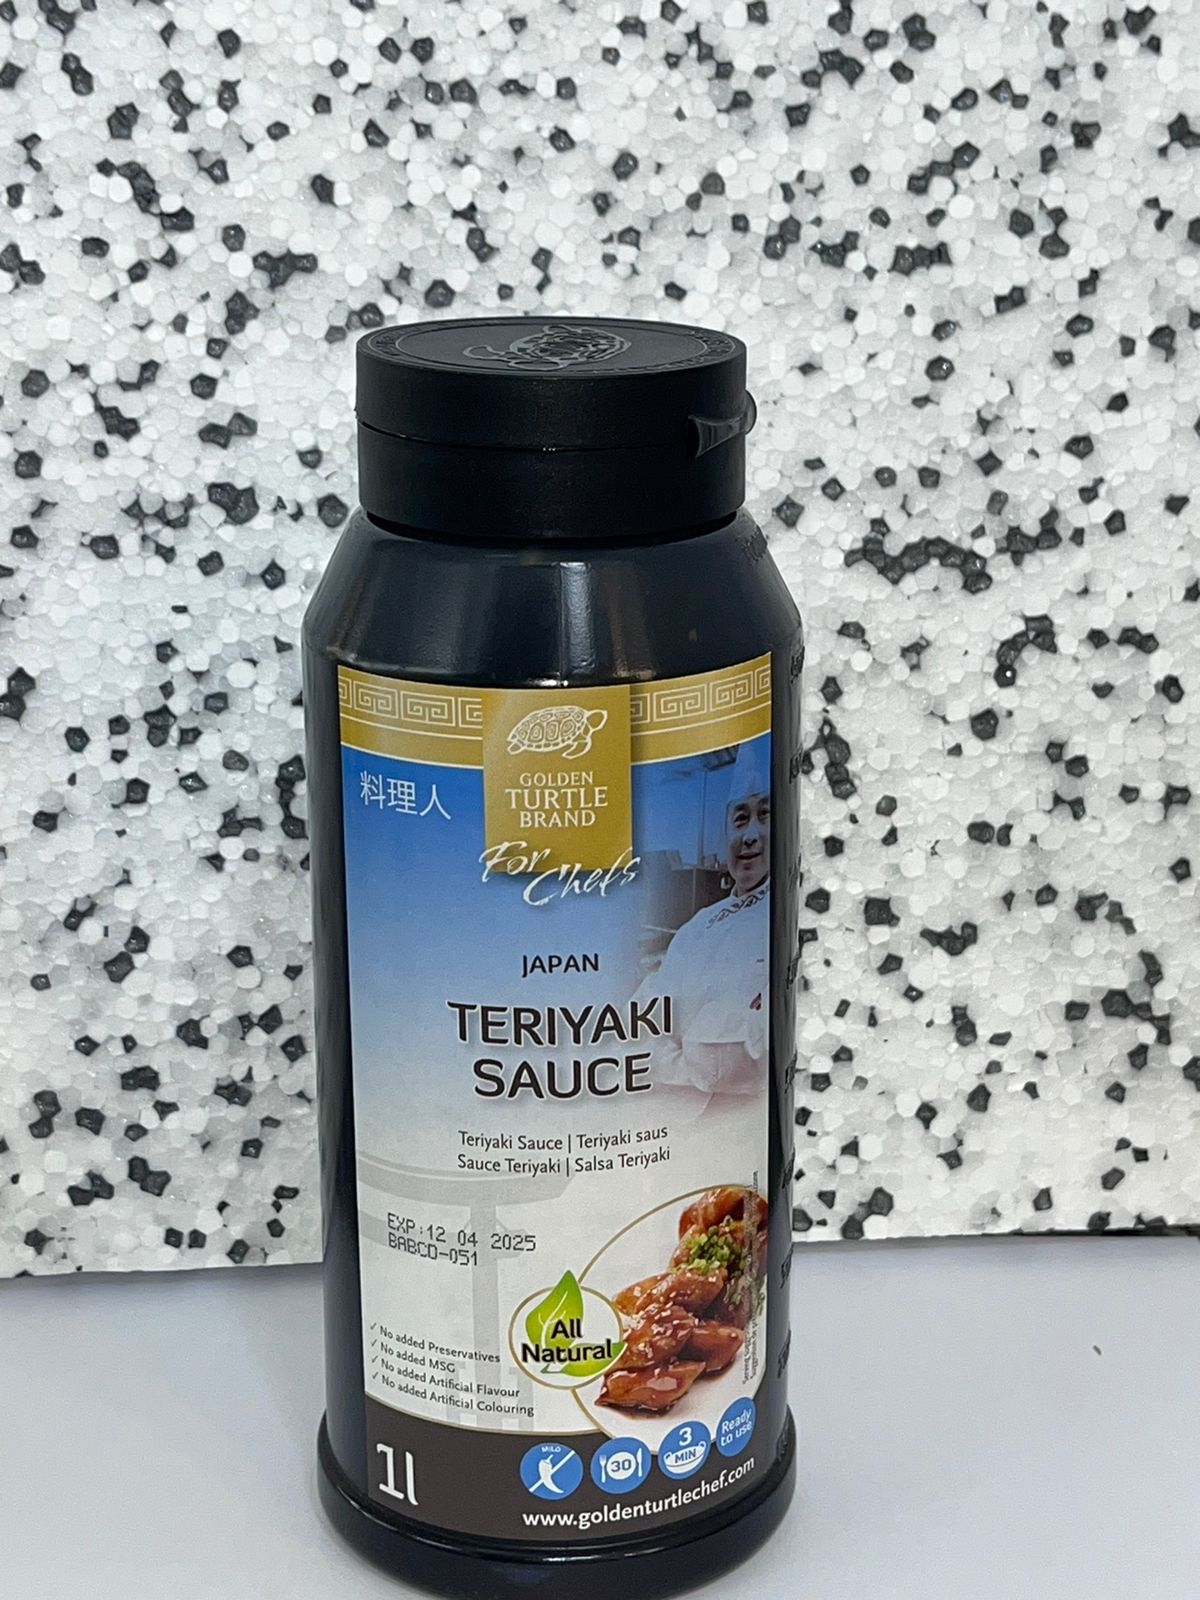 料理人
GOLDEN
TURTLE
BRAND
For
Chefs
JAPAN
TERIYAKI
SAUCE
Teriyaki Sauce | Teriyaki saus
Sauce Teriyaki | Salsa Teriyaki
EXP:12 04 2025
BABCO-051
All
Natural
✓ No added Preservatives
✓ No added MSG
✓ No added Artificial Flavour
✓ No added Artificial Colouring
1l
MILD
30
3
MIN
Ready
to use
www.goldenturtlechef.com